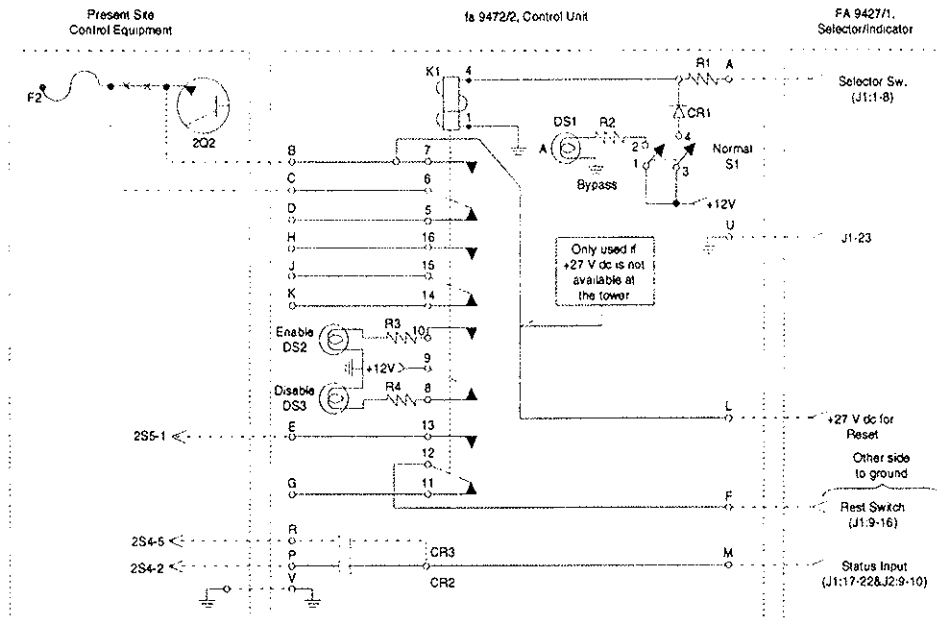 Present Site
Control Equipment
fa 9472/2, Control Unit
FA 9427/1,
Selector/Indicator
F2
2Q2
K1
4
1
R1
A
Selector Sw.
(J1:1-8)
CR1
DS1
R2
A
2
4
1
3
Normal
S1
Bypass
+12V
B
7
C
6
D
5
H
16
J
15
K
14
U
J1-23
Only used if
+27 V dc is not
available at
the tower
Enable
DS2
R3
10
+12V
9
Disable
DS3
R4
8
L
+27 V dc for
Reset
2S5-1
E
13
12
Other side
to ground
G
11
F
Rest Switch
(J1:9-16)
R
2S4-5
CR3
P
2S4-2
M
CR2
V
Status Input
(J1:17-22&J2:9-10)